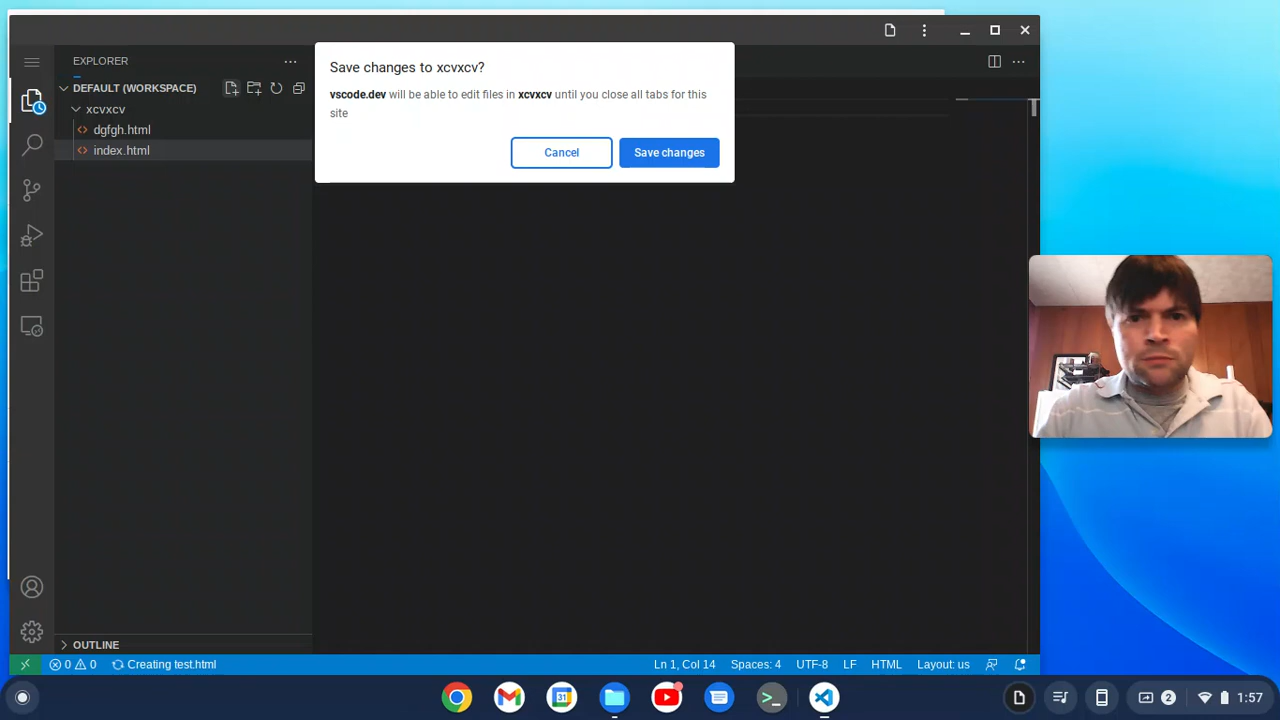 EXPLORER
DEFAULT (WORKSPACE)
xcvxcv
dgfgh.html
index.html
Save changes to xcvxcv?
vscode.dev will be able to edit files in xcvxcv until you close all tabs for this
site
Cancel
Save changes
OUTLINE
0 0 Creating test.html
Ln 1, Col 14
Spaces: 4
UTF-8
LF
HTML
Layout: us
31
>_
2
1:57